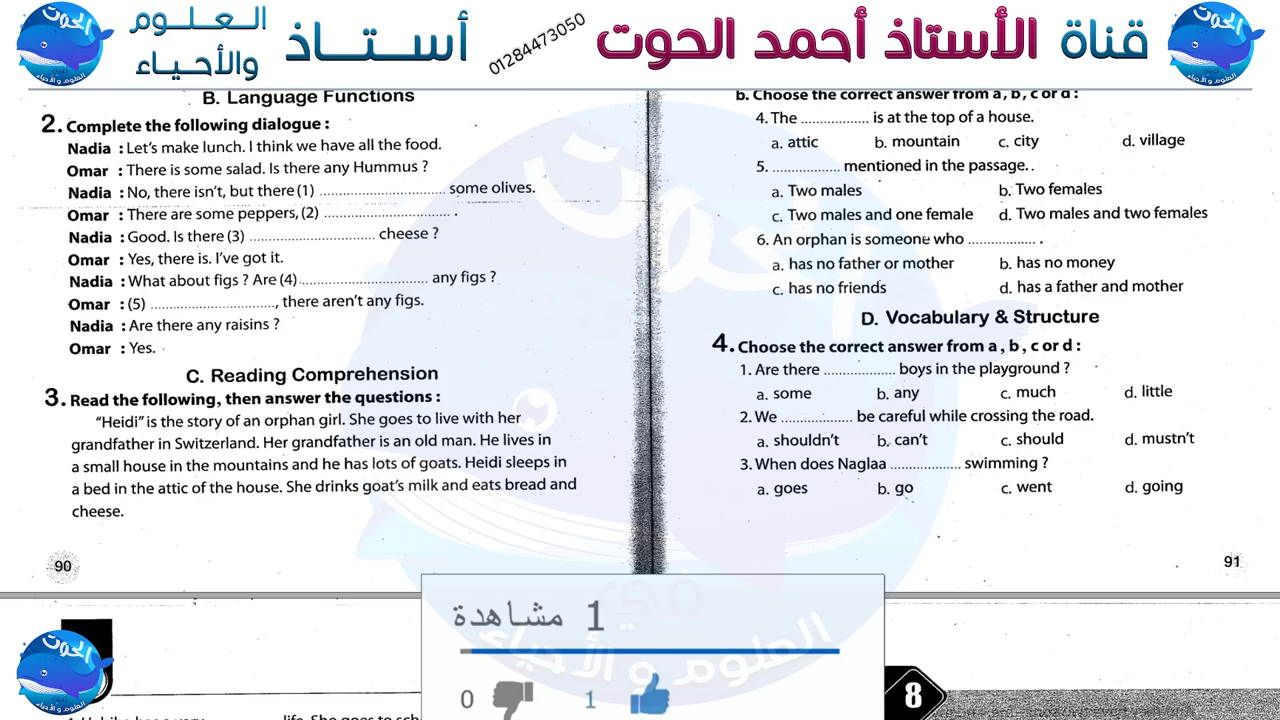 قناة الأستاذ أحمد الحوت
01284473050
أستاذ
العلوم
والأحياء
الحوت
العلوم والأحياء
الحوت
في
العلوم و الأحياء
B. Language Functions
2. Complete the following dialogue :
Nadia : Let's make lunch. I think we have all the food.
Omar : There is some salad. Is there any Hummus ?
Nadia : No, there isn't, but there (1) .............................. some olives.
Omar : There are some peppers, (2) .............................. .
Nadia : Good. Is there (3) .............................. cheese ?
Omar : Yes, there is. I've got it.
Nadia : What about figs ? Are (4) .............................. any figs ?
Omar : (5) .............................., there aren't any figs.
Nadia : Are there any raisins ?
Omar : Yes.
C. Reading Comprehension
3. Read the following, then answer the questions :
"Heidi" is the story of an orphan girl. She goes to live with her
grandfather in Switzerland. Her grandfather is an old man. He lives in
a small house in the mountains and he has lots of goats. Heidi sleeps in
a bed in the attic of the house. She drinks goat's milk and eats bread and
cheese.
90
b. Choose the correct answer from a , b , c or d :
4. The ................. is at the top of a house.
a. attic b. mountain c. city d. village
5. ................. mentioned in the passage. .
a. Two males b. Two females
c. Two males and one female d. Two males and two females
6. An orphan is someone who ................. .
a. has no father or mother b. has no money
c. has no friends d. has a father and mother
D. Vocabulary & Structure
4. Choose the correct answer from a , b , c or d :
1. Are there .................. boys in the playground ?
a. some b. any c. much d. little
2. We .................. be careful while crossing the road.
a. shouldn't b. can't c. should d. mustn't
3. When does Naglaa .................. swimming ?
a. goes b. go c. went d. going
91
1 مشاهدة
0 1
الحوت
8